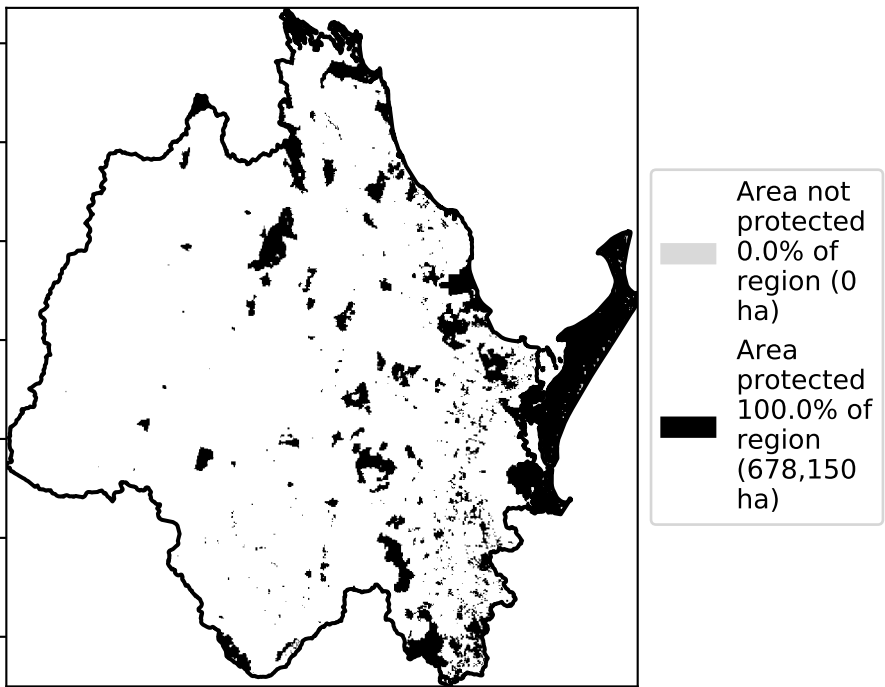 Area not
protected
0.0% of
region (0
ha)
Area
protected
100.0% of
region
(678,150
ha)